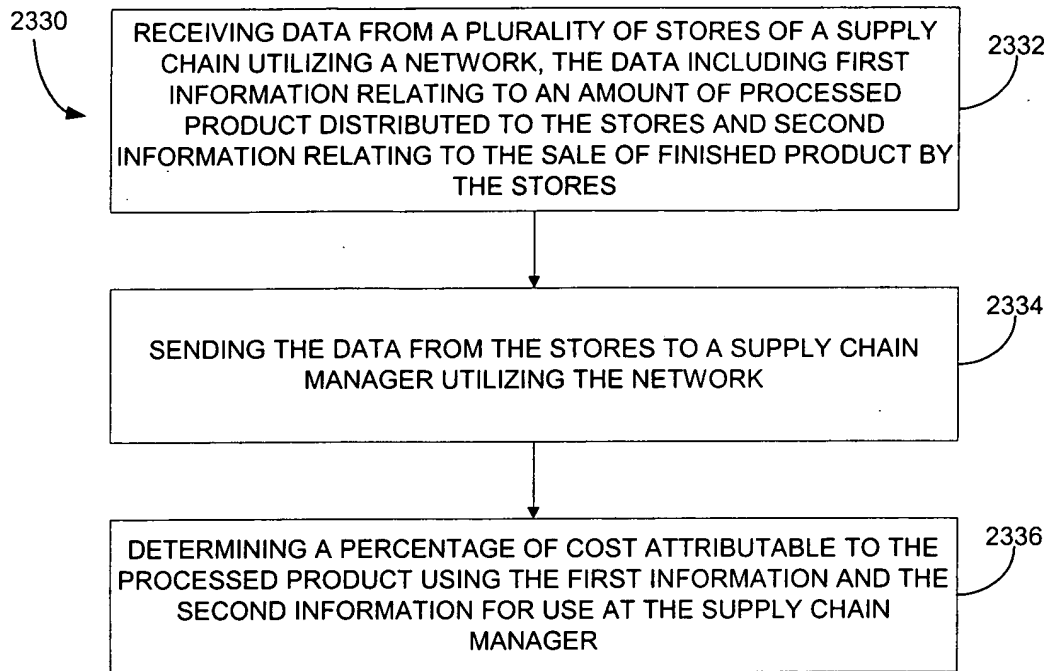 2330
RECEIVING DATA FROM A PLURALITY OF STORES OF A SUPPLY
CHAIN UTILIZING A NETWORK, THE DATA INCLUDING FIRST
INFORMATION RELATING TO AN AMOUNT OF PROCESSED
PRODUCT DISTRIBUTED TO THE STORES AND SECOND
INFORMATION RELATING TO THE SALE OF FINISHED PRODUCT BY
THE STORES
2332
SENDING THE DATA FROM THE STORES TO A SUPPLY CHAIN
MANAGER UTILIZING THE NETWORK
2334
DETERMINING A PERCENTAGE OF COST ATTRIBUTABLE TO THE
PROCESSED PRODUCT USING THE FIRST INFORMATION AND THE
SECOND INFORMATION FOR USE AT THE SUPPLY CHAIN
MANAGER
2336